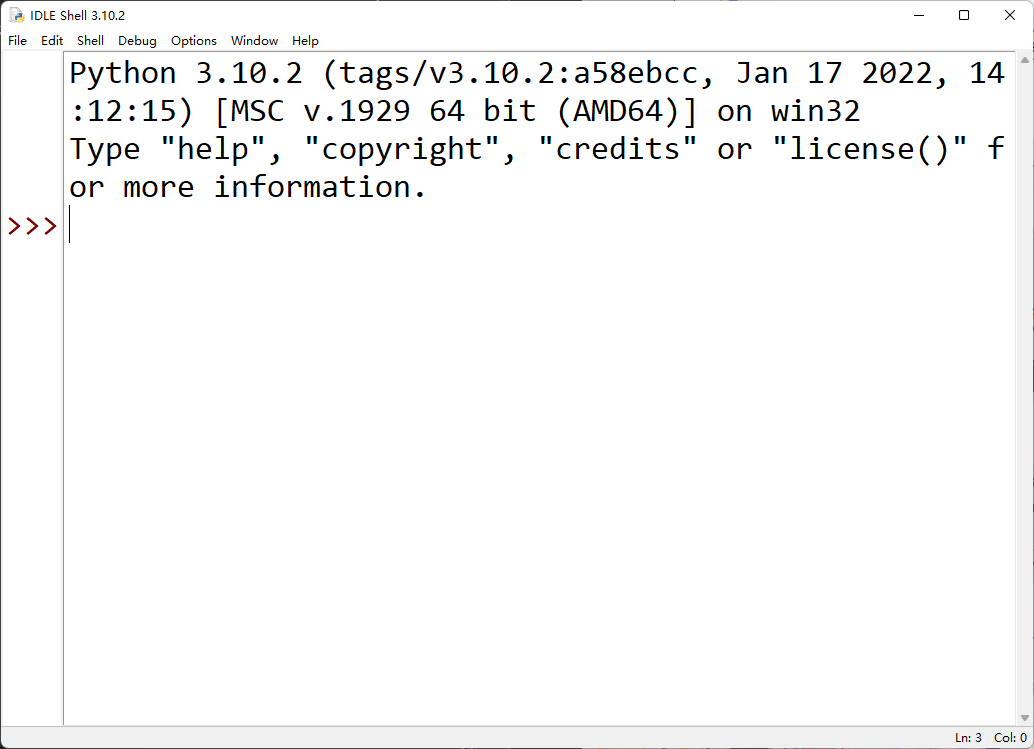 IDLE Shell 3.10.2
File Edit Shell Debug Options Window Help
Python 3.10.2 (tags/v3.10.2:a58ebcc, Jan 17 2022, 14
:12:15) [MSC v.1929 64 bit (AMD64)] on win32
Type "help", "copyright", "credits" or "license()" f
or more information.
>>>
Ln: 3 Col: 0